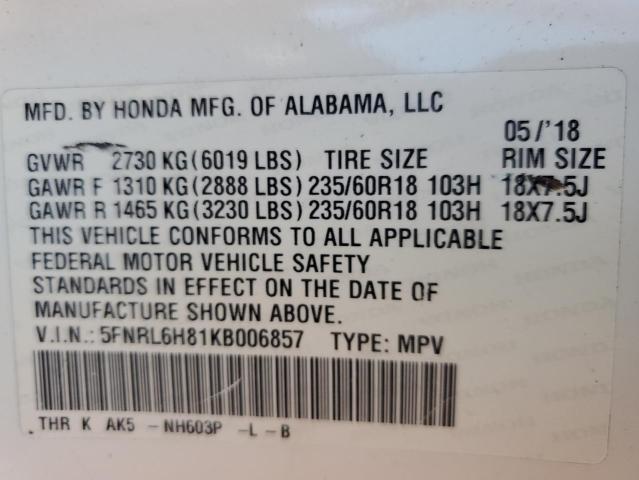 MFD. BY HONDA MFG. OF ALABAMA, LLC
05/'18
GVWR 2730 KG (6019 LBS) TIRE SIZE RIM SIZE
GAWR F 1310 KG (2888 LBS) 235/60R18 103H 18X7.5J
GAWR R 1465 KG (3230 LBS) 235/60R18 103H 18X7.5J
THIS VEHICLE CONFORMS TO ALL APPLICABLE
FEDERAL MOTOR VEHICLE SAFETY
STANDARDS IN EFFECT ON THE DATE OF
MANUFACTURE SHOWN ABOVE.
V.I.N.: 5FNRL6H81KB006857 TYPE: MPV
THR K AK5 -NH603P -L -B